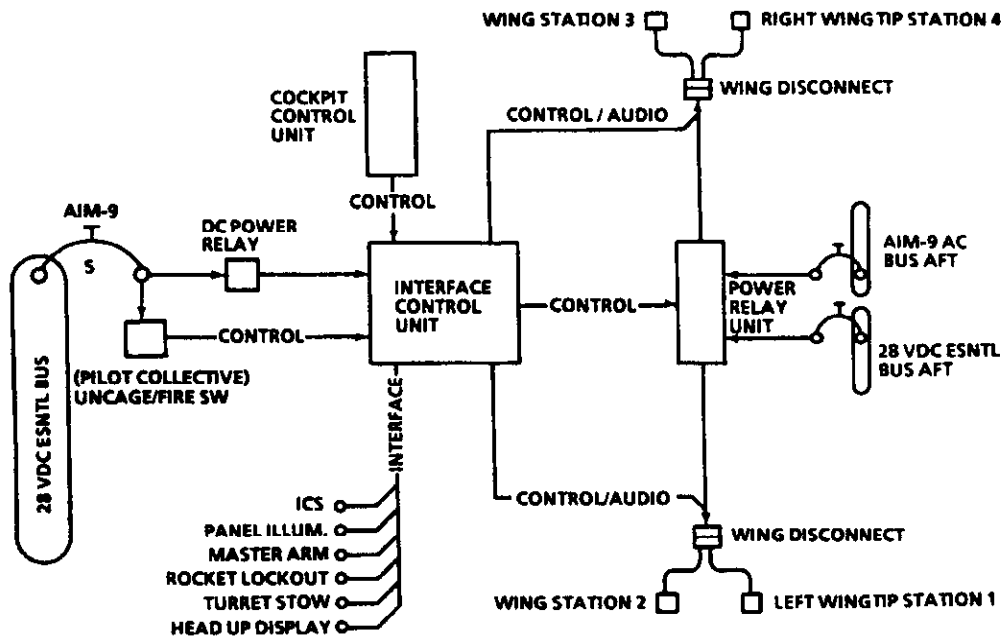 WING STATION 3
RIGHT WING TIP STATION 4
WING DISCONNECT
COCKPIT
CONTROL
UNIT
CONTROL / AUDIO
CONTROL
AIM-9
DC POWER
RELAY
S
INTERFACE
CONTROL
UNIT
CONTROL
POWER
RELAY
UNIT
AIM-9 AC
BUS AFT
28 VDC ESNTL
BUS AFT
CONTROL
(PILOT COLLECTIVE)
UNCAGE/FIRE SW
28 VDC ESNTL BUS
INTERFACE
ICS
PANEL ILLUM.
MASTER ARM
ROCKET LOCKOUT
TURRET STOW
HEAD UP DISPLAY
CONTROL/AUDIO
WING DISCONNECT
WING STATION 2
LEFT WINGTIP STATION 1